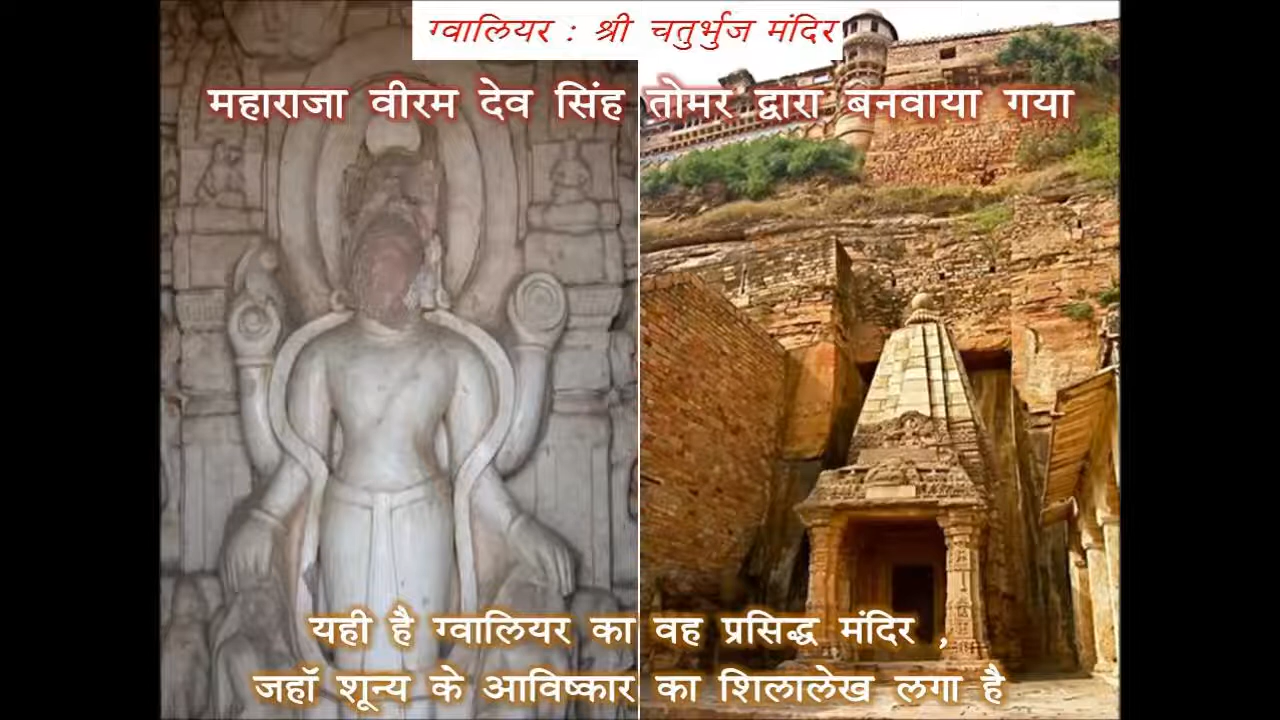 ग्वालियर : श्री चतुर्भुज मंदिर
महाराजा वीरम देव सिंह तोमर द्वारा बनवाया गया
यही है ग्वालियर का वह प्रसिद्ध मंदिर ,
जहॉ शून्य के आविष्कार का शिलालेख लगा है